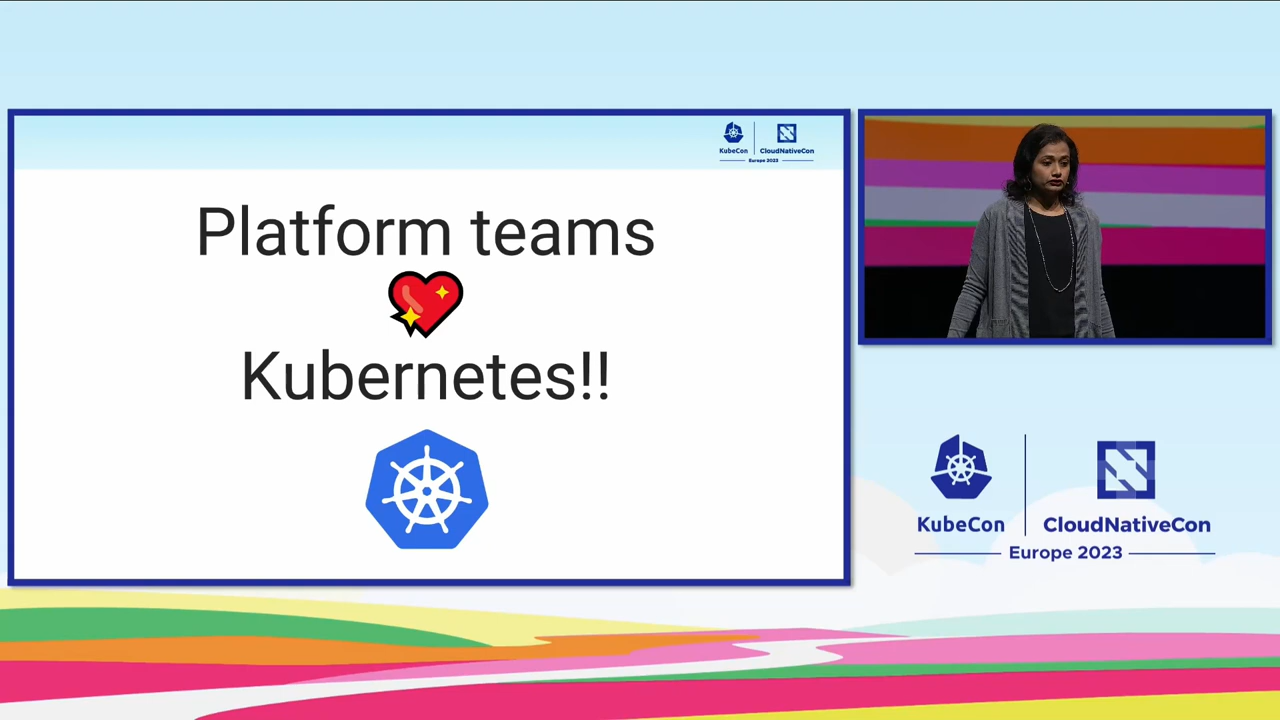 KubeCon
CloudNativeCon
Europe 2023
Platform teams
Kubernetes!!
KubeCon
CloudNativeCon
Europe 2023